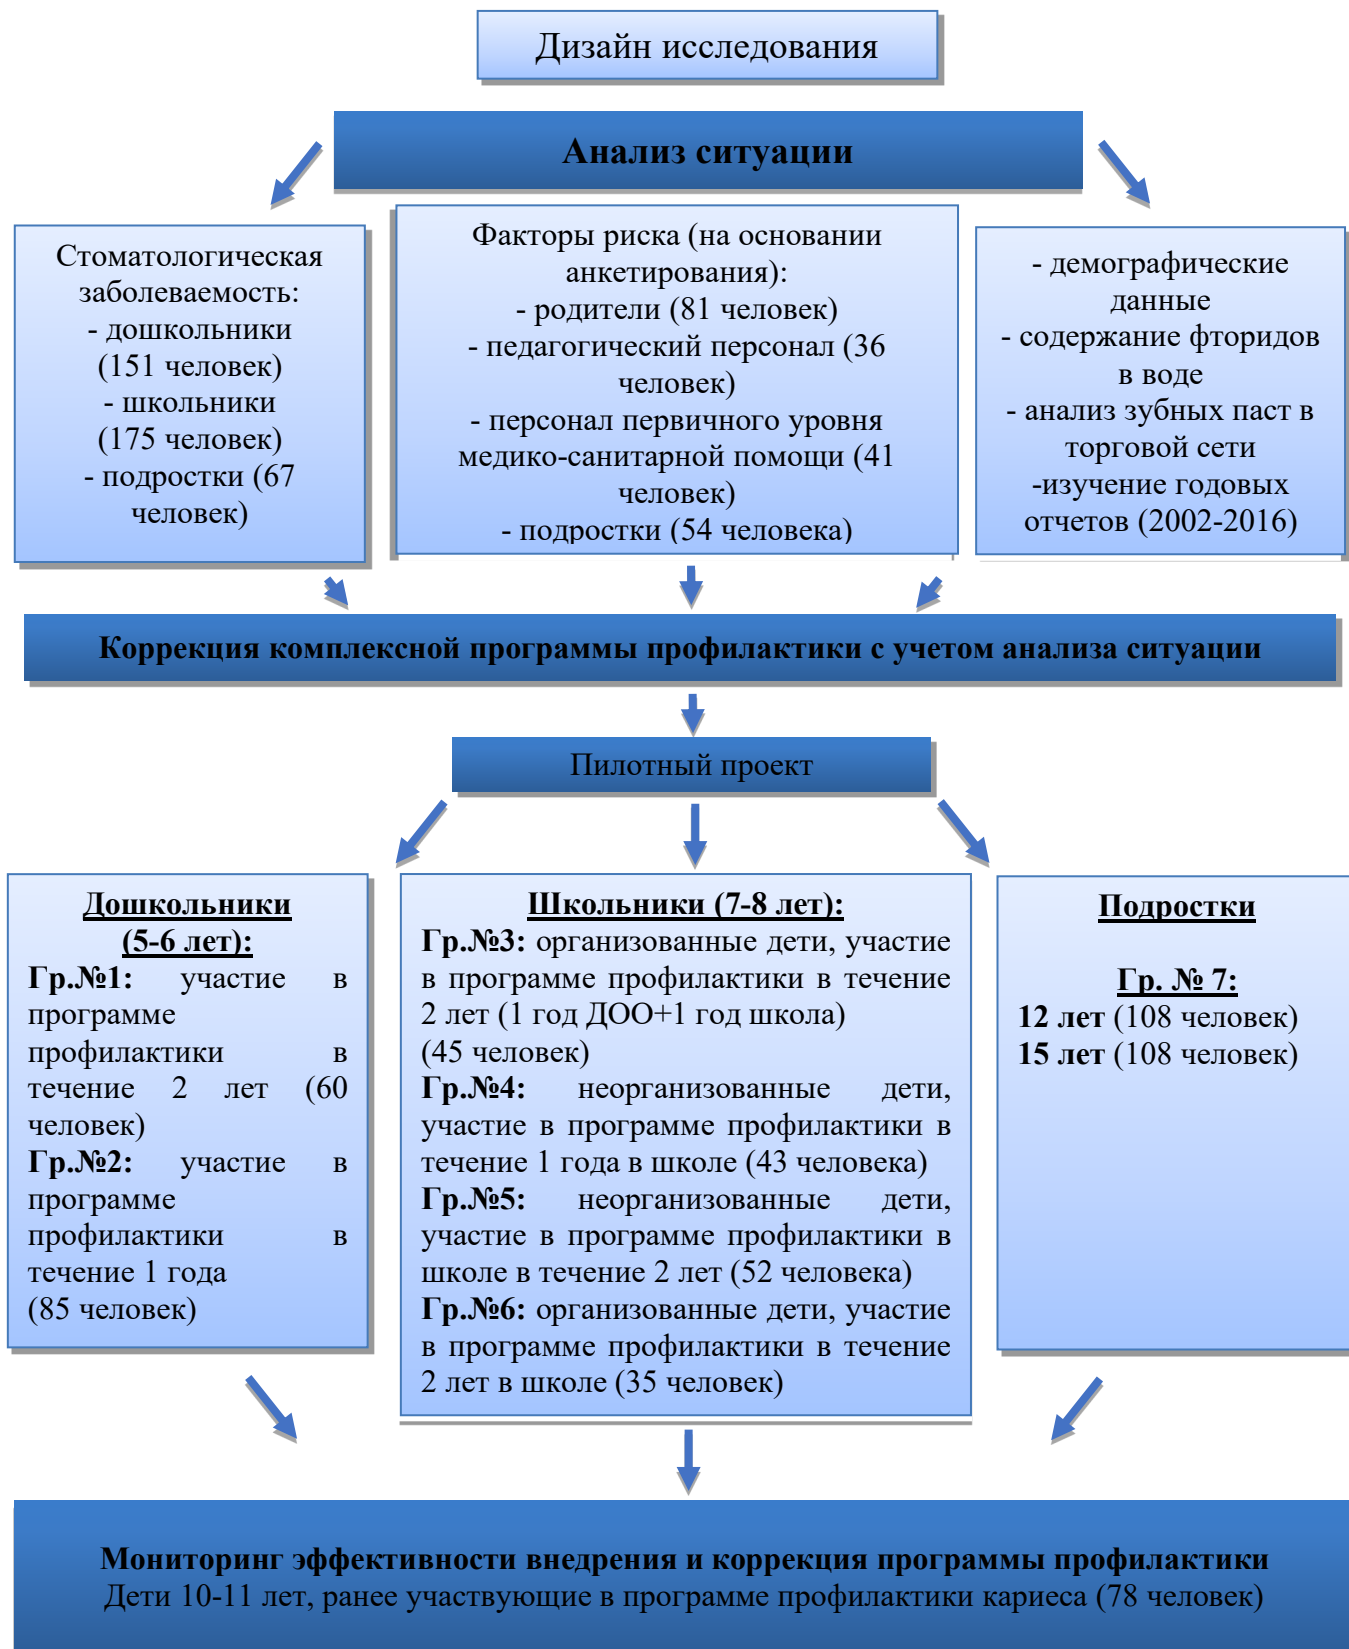 Дизайн исследования
Анализ ситуации
Стоматологическая
заболеваемость:
- дошкольники
(151 человек)
- школьники
(175 человек)
- подростки (67
человек)
Факторы риска (на основании
анкетирования):
- родители (81 человек)
- педагогический персонал (36
человек)
- персонал первичного уровня
медико-санитарной помощи (41
человек)
- подростки (54 человека)
- демографические
данные
- содержание фторидов
в воде
- анализ зубных паст в
торговой сети
-изучение годовых
отчетов (2002-2016)
Коррекция комплексной программы профилактики с учетом анализа ситуации
Пилотный проект
Дошкольники
(5-6 лет):
Гр.№1: участие в
программе
профилактики в
течение 2 лет (60
человек)
Гр.№2: участие в
программе
профилактики в
течение 1 года
(85 человек)
Школьники (7-8 лет):
Гр.№3: организованные дети, участие
в программе профилактики в течение
2 лет (1 год ДОО+1 год школа)
(45 человек)
Гр.№4: неорганизованные дети,
участие в программе профилактики в
течение 1 года в школе (43 человека)
Гр.№5: неорганизованные дети,
участие в программе профилактики в
школе в течение 2 лет (52 человека)
Гр.№6: организованные дети, участие
в программе профилактики в течение
2 лет в школе (35 человек)
Подростки
Гр. № 7:
12 лет (108 человек)
15 лет (108 человек)
Мониторинг эффективности внедрения и коррекция программы профилактики
Дети 10-11 лет, ранее участвующие в программе профилактики кариеса (78 человек)